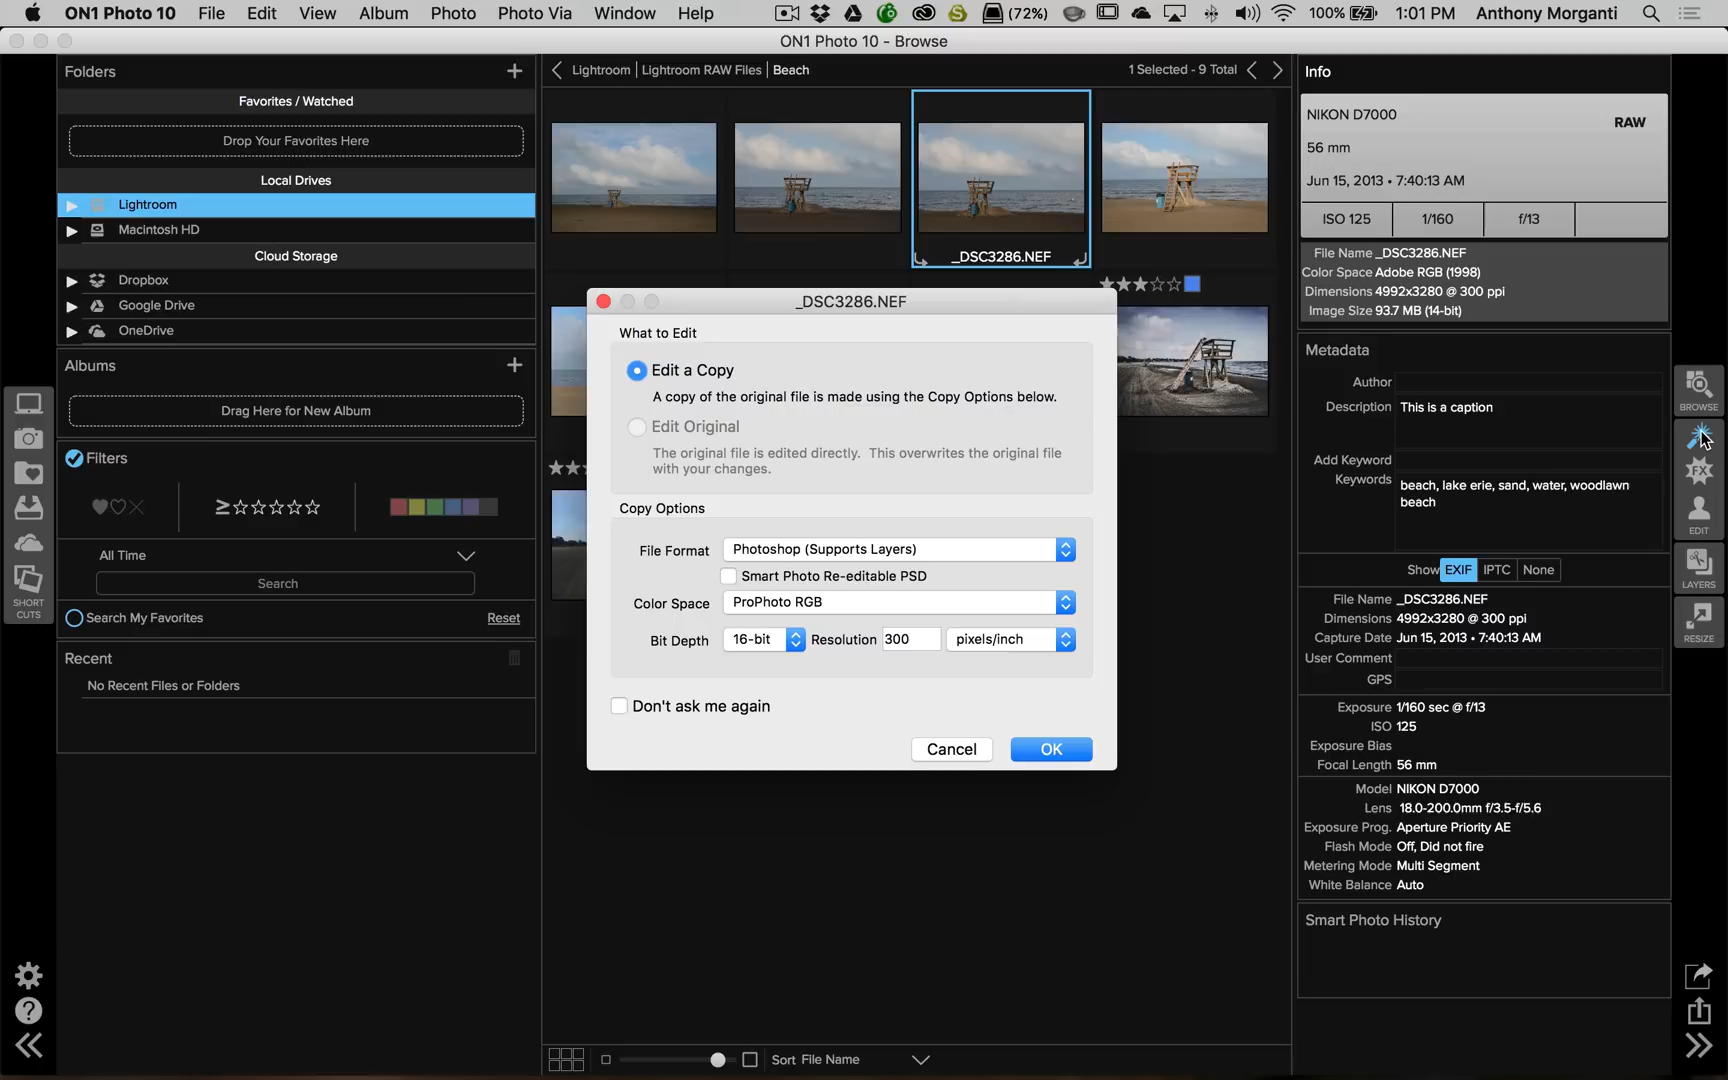 ON1 Photo 10 File Edit View Album Photo Photo Via Window Help (72%) 100% 1:01 PM Anthony Morganti
ON1 Photo 10 - Browse
Folders
Favorites / Watched
Drop Your Favorites Here
Local Drives
Lightroom
Macintosh HD
Cloud Storage
Dropbox
Google Drive
OneDrive
Albums
Drag Here for New Album
Filters
All Time
Search
Search My Favorites Reset
Recent
No Recent Files or Folders
SHORT
CUTS
Lightroom Lightroom RAW Files Beach 1 Selected - 9 Total
_DSC3286.NEF
_DSC3286.NEF
What to Edit
Edit a Copy
A copy of the original file is made using the Copy Options below.
Edit Original
The original file is edited directly. This overwrites the original file
with your changes.
Copy Options
File Format Photoshop (Supports Layers)
Smart Photo Re-editable PSD
Color Space ProPhoto RGB
Bit Depth 16-bit Resolution 300 pixels/inch
Don't ask me again
Cancel OK
Sort File Name
Info
NIKON D7000 RAW
56 mm
Jun 15, 2013 • 7:40:13 AM
ISO 125 1/160 f/13
File Name _DSC3286.NEF
Color Space Adobe RGB (1998)
Dimensions 4992x3280 @ 300 ppi
Image Size 93.7 MB (14-bit)
Metadata
Author
Description This is a caption
Add Keyword
Keywords beach, lake erie, sand, water, woodlawn
beach
Show EXIF IPTC None
File Name _DSC3286.NEF
Dimensions 4992x3280 @ 300 ppi
Capture Date Jun 15, 2013 • 7:40:13 AM
User Comment
GPS
Exposure 1/160 sec @ f/13
ISO 125
Exposure Bias
Focal Length 56 mm
Model NIKON D7000
Lens 18.0-200.0mm f/3.5-f/5.6
Exposure Prog. Aperture Priority AE
Flash Mode Off, Did not fire
Metering Mode Multi Segment
White Balance Auto
Smart Photo History
BROWSE
FX
EDIT
LAYERS
RESIZE